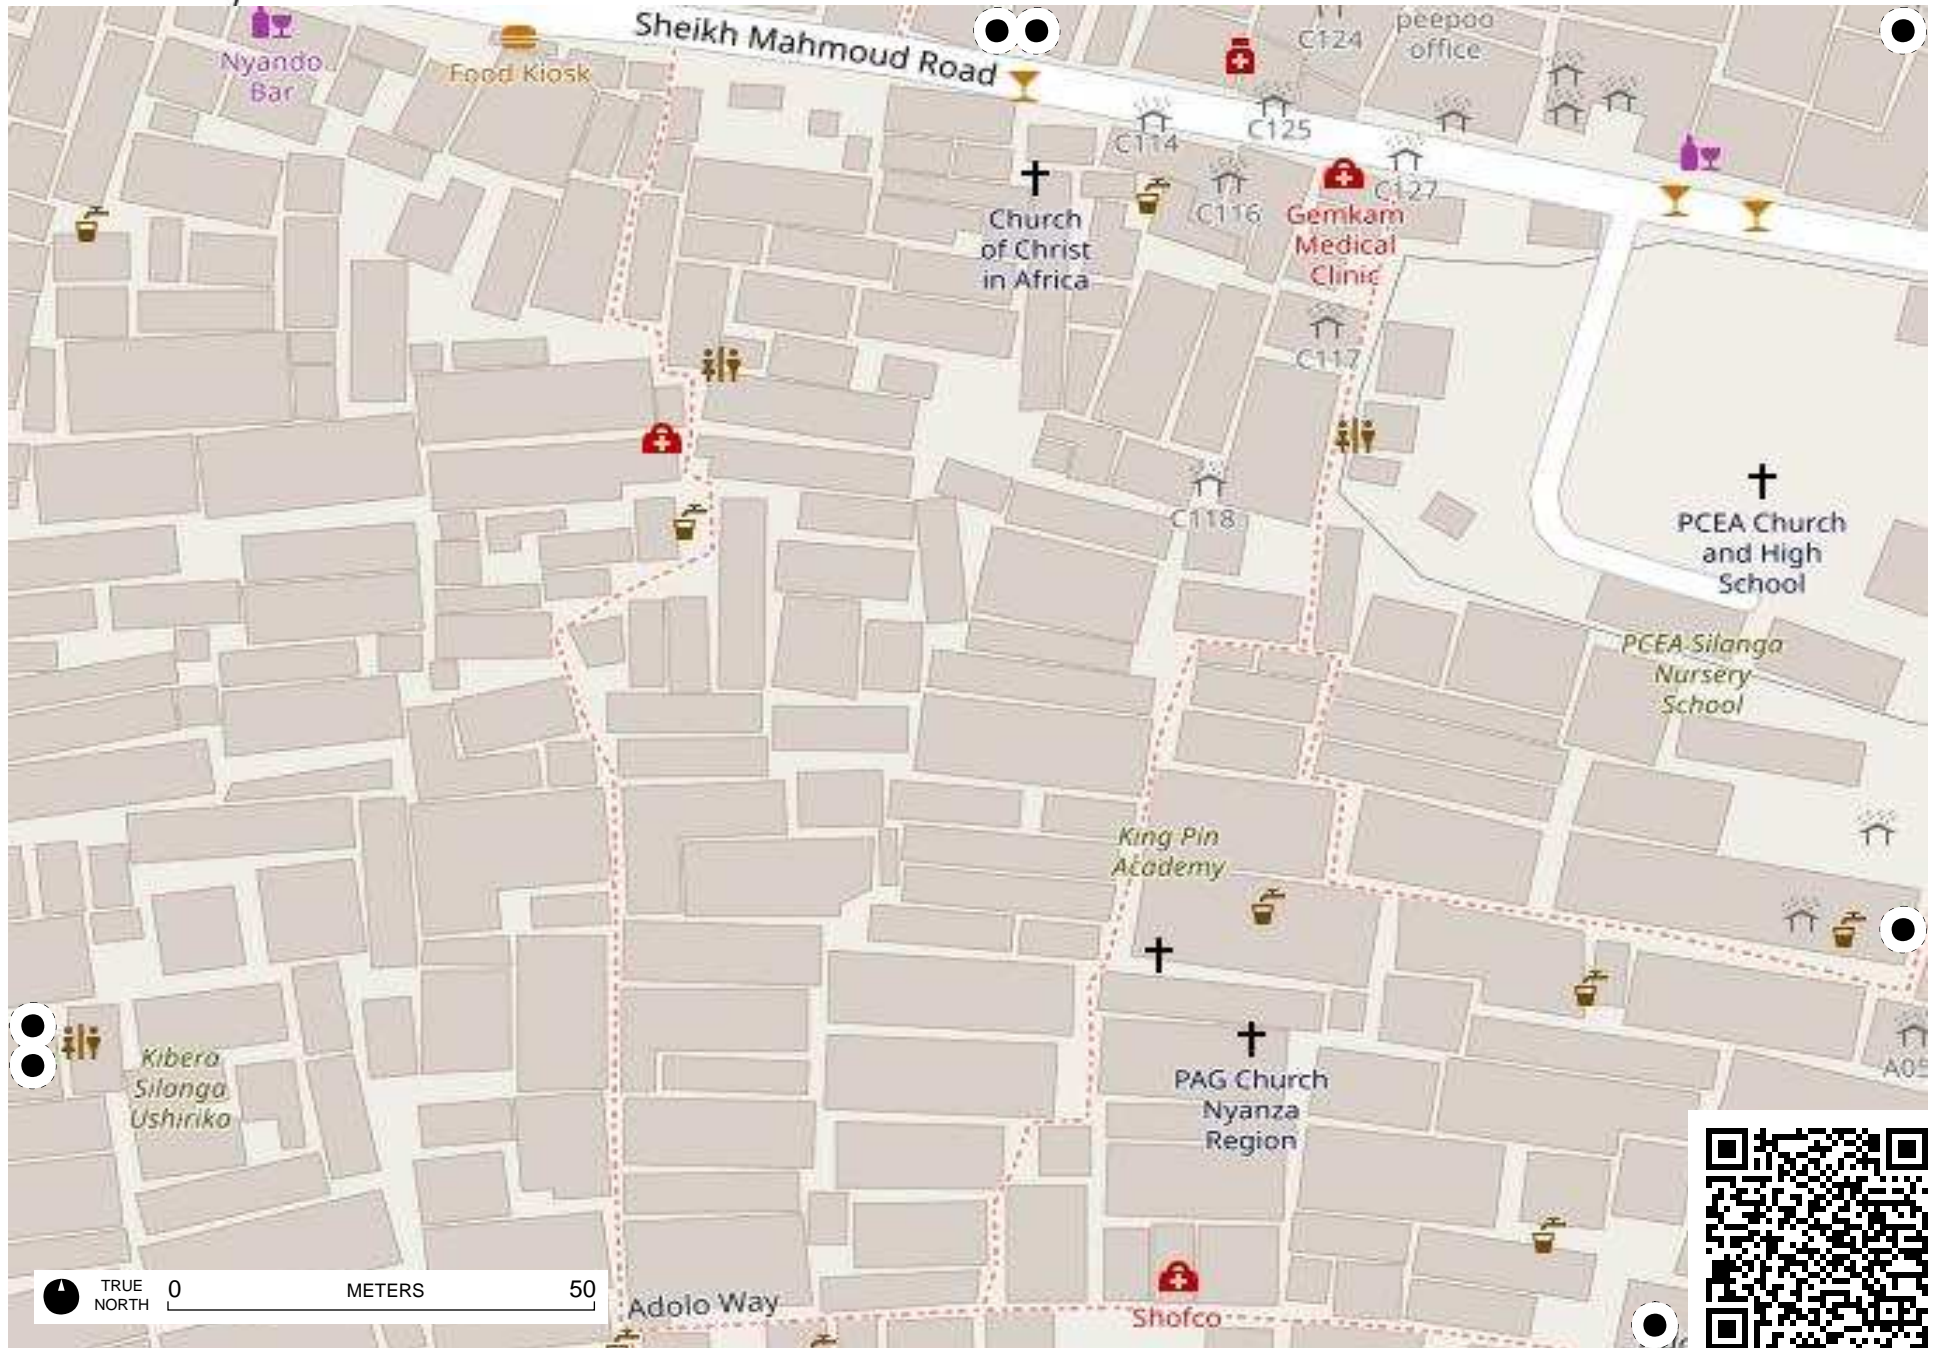 Sheikh Mahmoud Road
peepoo
office
C124
Nyando
Bar
Food Kiosk
C125
C114
C127
C116
Church
of Christ
in Africa
Gemkam
Medical
Clinic
C117
C118
PCEA Church
and High
School
PCEA Silanga
Nursery
School
King Pin
Academy
Kibera
Silanga
Ushirika
A05
PAG Church
Nyanza
Region
TRUE
NORTH
0 METERS 50
Adolo Way
Shofco